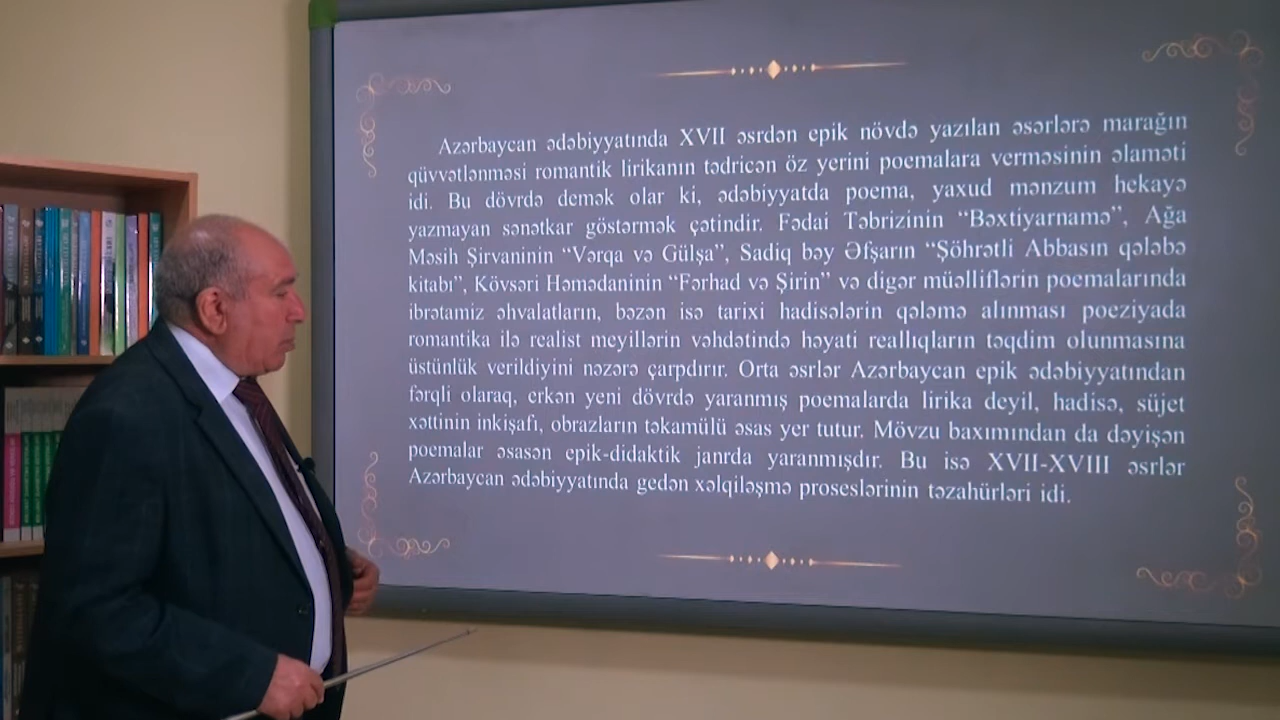 Azərbaycan ədəbiyyatında XVII əsrdən epik növdə yazılan əsərlərə marağın
qüvvətlənməsi romantik lirikanın tədricən öz yerini poemalara verməsinin əlaməti
idi. Bu dövrdə demək olar ki, ədəbiyyatda poema, yaxud mənzum hekayə
yazmayan sənətkar göstərmək çətindir. Fədai Təbrizinin “Bəxtiyarnamə”, Ağa
Məsih Şirvaninin “Vərqa və Gülşa”, Sadiq bəy Əfşarın “Şöhrətli Abbasın qələbə
kitabı”, Kövsəri Həmədaninin “Fərhad və Şirin” və digər müəlliflərin poemalarında
ibrətamiz əhvalatların, bəzən isə tarixi hadisələrin qələmə alınması poeziyada
romantika ilə realist meyillərin vəhdətində həyati reallıqların təqdim olunmasına
üstünlük verildiyini nəzərə çarpdırır. Orta əsrlər Azərbaycan epik ədəbiyyatından
fərqli olaraq, erkən yeni dövrdə yaranmış poemalarda lirika deyil, hadisə, süjet
xəttinin inkişafı, obrazların təkamülü əsas yer tutur. Mövzu baxımından da dəyişən
poemalar əsasən epik-didaktik janrda yaranmışdır. Bu isə XVII-XVIII əsrlər
Azərbaycan ədəbiyyatında gedən xəlqiləşmə proseslərinin təzahürləri idi.